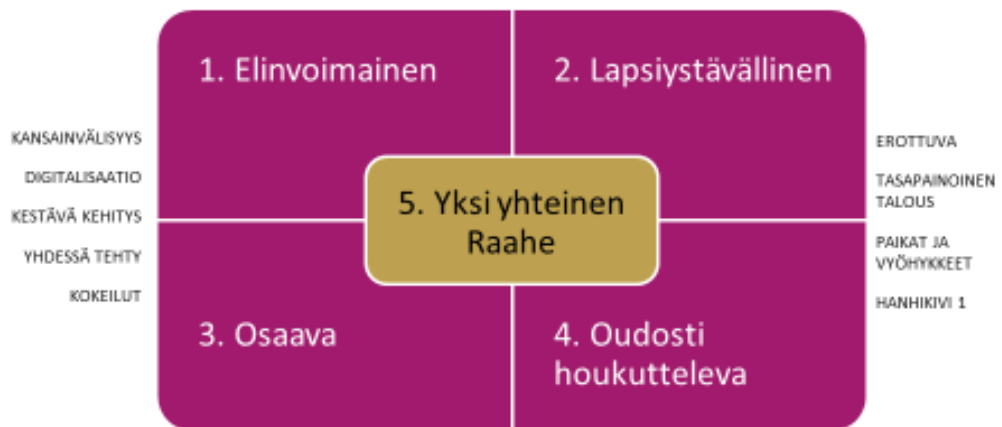 1. Elinvoimainen
2. Lapsiystävällinen
KANSAINVÄLISYYS
DIGITALISAATIO
KESTÄVÄ KEHITYS
YHDESSÄ TEHTY
KOKEILUT
5. Yksi yhteinen
Raahe
EROTTUVA
TASAPAINOINEN
TALOUS
PAIKAT JA
VYÖHYKKEET
HANHIKIVI 1
3. Osaava
4. Oudosti
houkutteleva